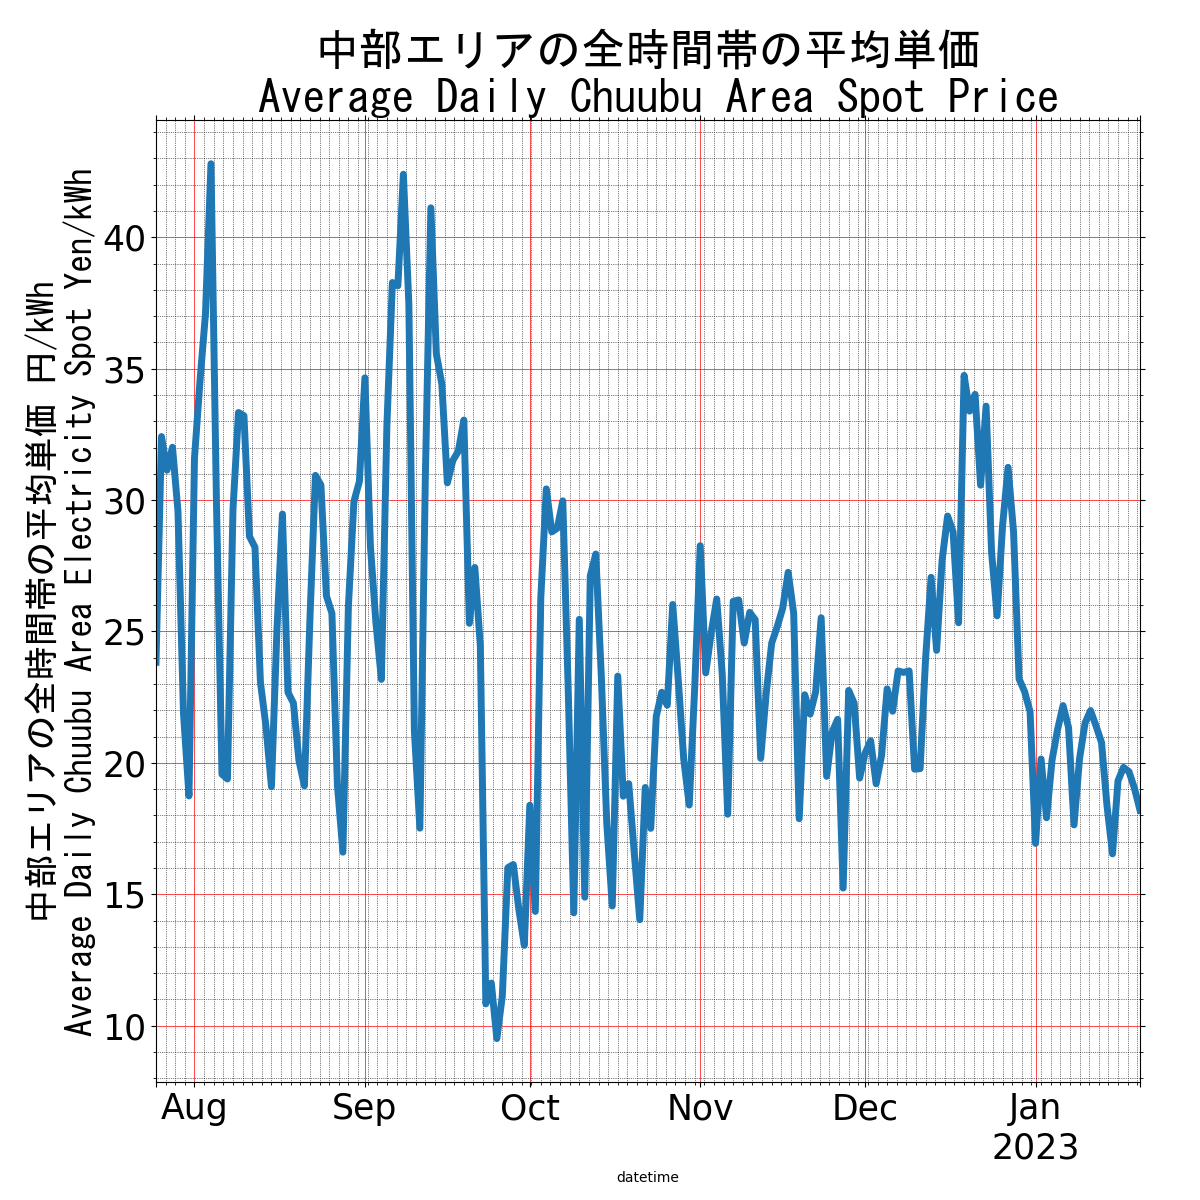 中部エリアの全時間帯の平均単価
Average Daily Chuubu Area Spot Price
中部エリアの全時間帯の平均単価 円/kWh
Average Daily Chuubu Area Electricity Spot Yen/kWh
40
35
30
25
20
15
10
Aug Sep Oct Nov Dec Jan
2023
datetime